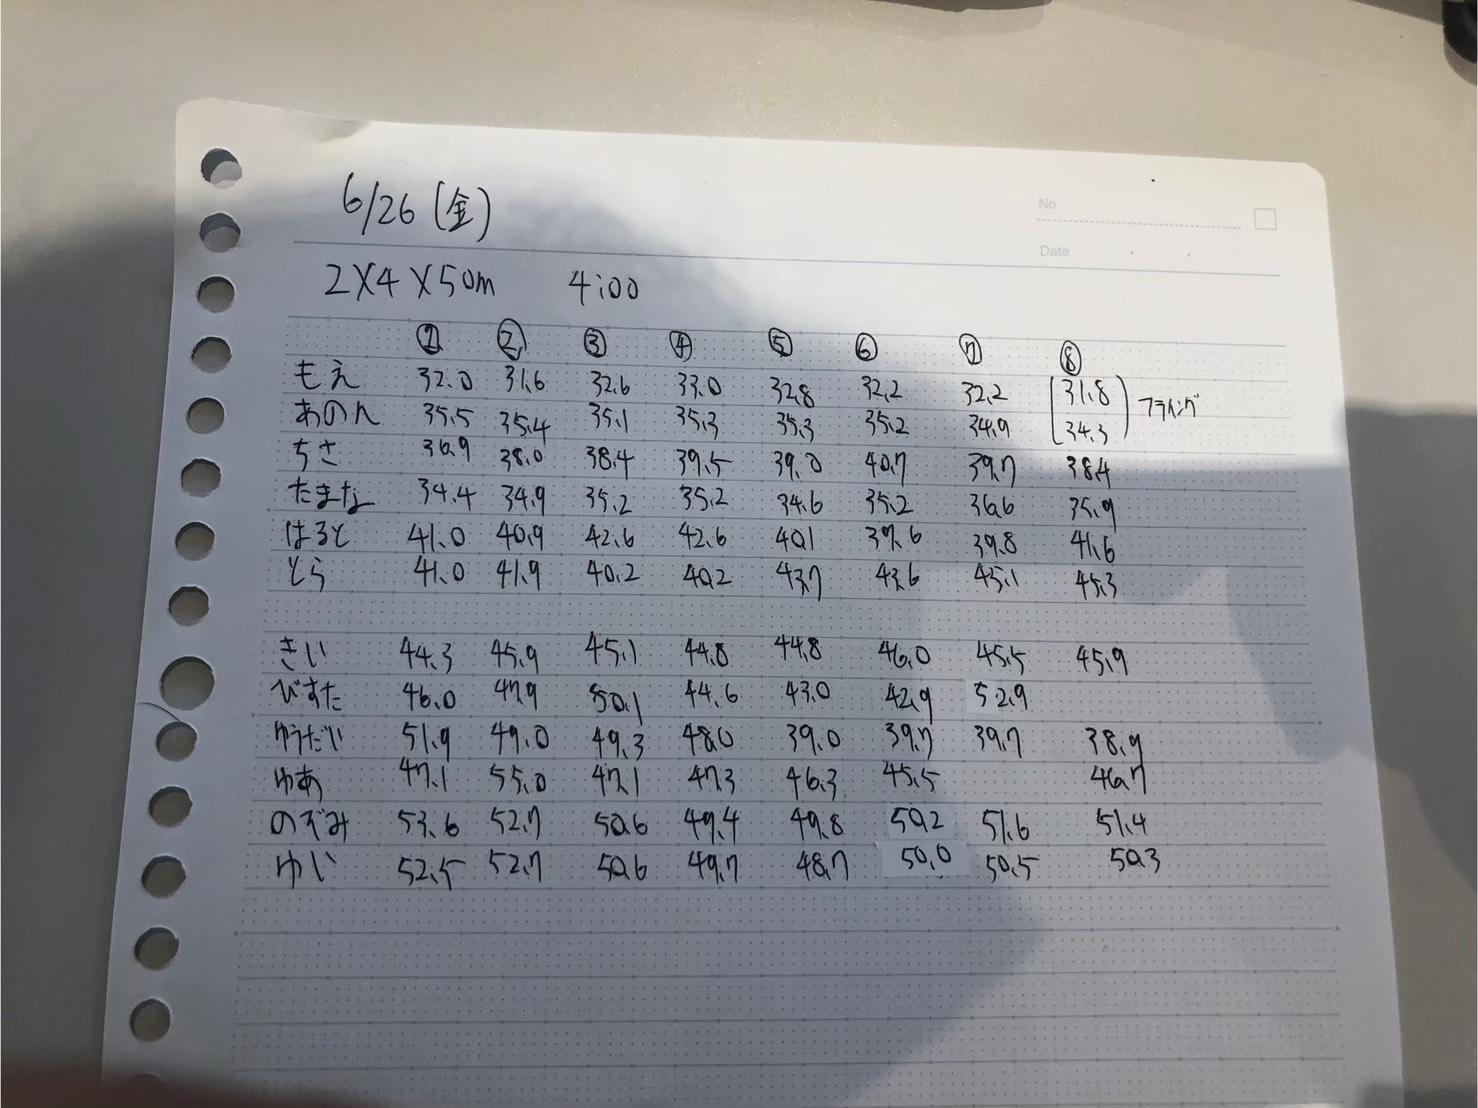 No.
6/26(金)
Date
2×4×50m 4:00
① ② ③ ④ ⑤ ⑥ ⑦ ⑧
もえ 32.0 31.6 32.6 33.0 32.8 32.2 32.2 (31.8 フライング
あのん 35.5 35.4 35.1 35.3 35.3 35.2 34.9 34.3)
ちさ 36.9 38.0 38.4 39.5 39.0 40.7 39.7 38.4
たまな 34.4 34.9 35.2 35.2 34.6 35.2 36.6 35.9
はると 41.0 40.9 42.6 42.6 40.1 39.6 39.8 41.6
とら 41.0 41.9 40.2 40.2 43.7 43.6 45.1 45.3
きい 44.3 45.9 45.1 44.8 44.8 46.0 45.5 45.9
びすた 46.0 47.9 50.1 44.6 43.0 42.9 52.9
ゆうだい 51.9 49.0 49.3 48.0 39.0 39.7 39.7 38.9
ゆあ 47.1 55.0 47.1 47.3 46.3 45.5 46.7
のぞみ 53.6 52.7 50.6 49.4 49.8 50.2 51.6 51.4
ゆじ 52.5 52.7 50.6 49.7 48.7 50.0 50.5 50.3